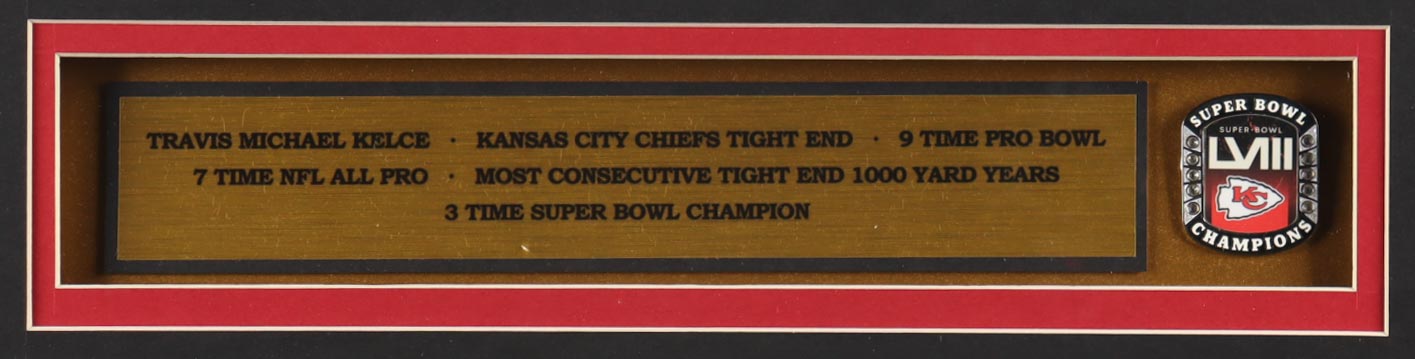 TRAVIS MICHAEL KELCE · KANSAS CITY CHIEFS TIGHT END · 9 TIME PRO BOWL
7 TIME NFL ALL PRO · MOST CONSECUTIVE TIGHT END 1000 YARD YEARS
3 TIME SUPER BOWL CHAMPION
SUPER BOWL
SUPER BOWL
LVIII
KC
CHAMPIONS